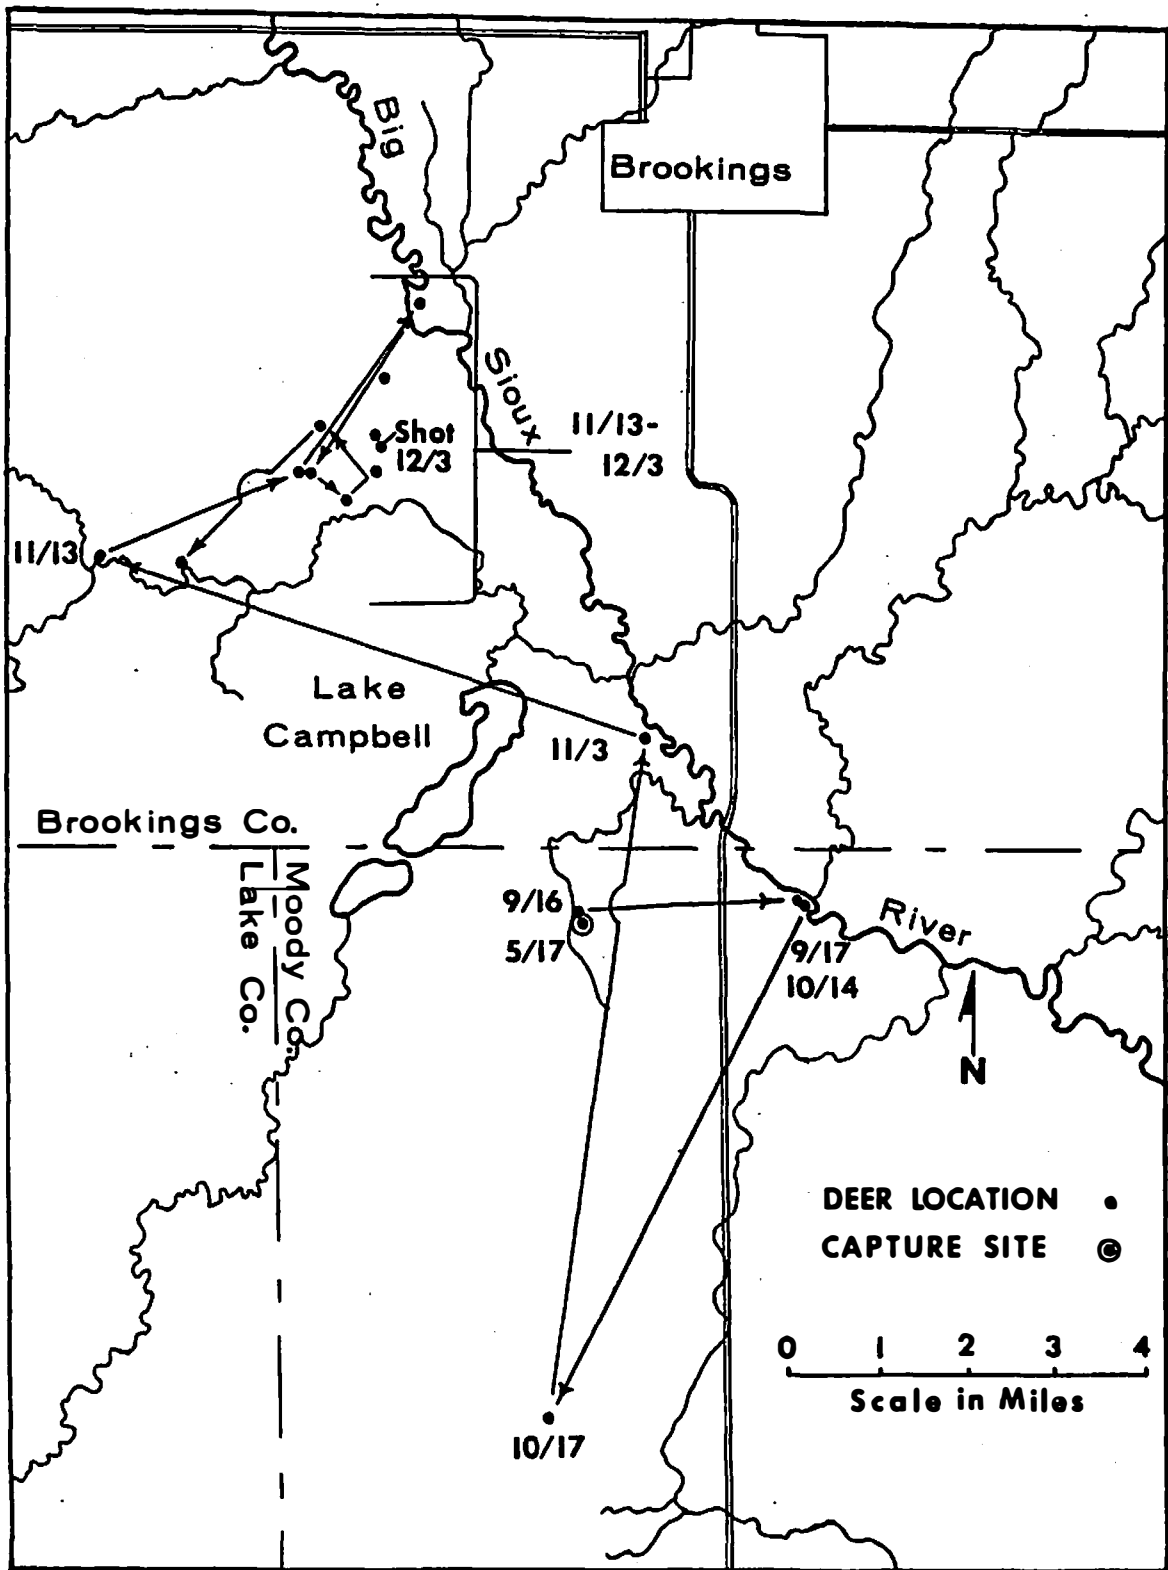 Big
Brookings
Sioux
11/13-
12/3
Shot
12/3
11/13
Lake
Campbell
11/3
Brookings Co.
Moody Co.
Lake Co.
9/16
5/17
River
9/17
10/14
N
DEER LOCATION
CAPTURE SITE
0 1 2 3 4
Scale in Miles
10/17